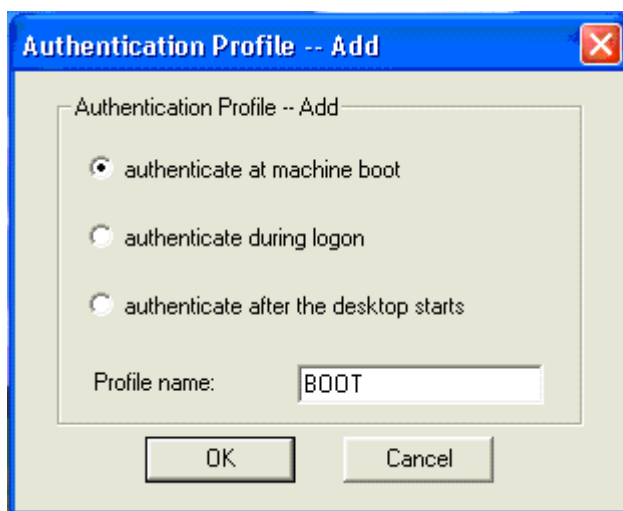 Authentication Profile -- Add
Authentication Profile -- Add
authenticate at machine boot
authenticate during logon
authenticate after the desktop starts
Profile name: BOOT
OK Cancel